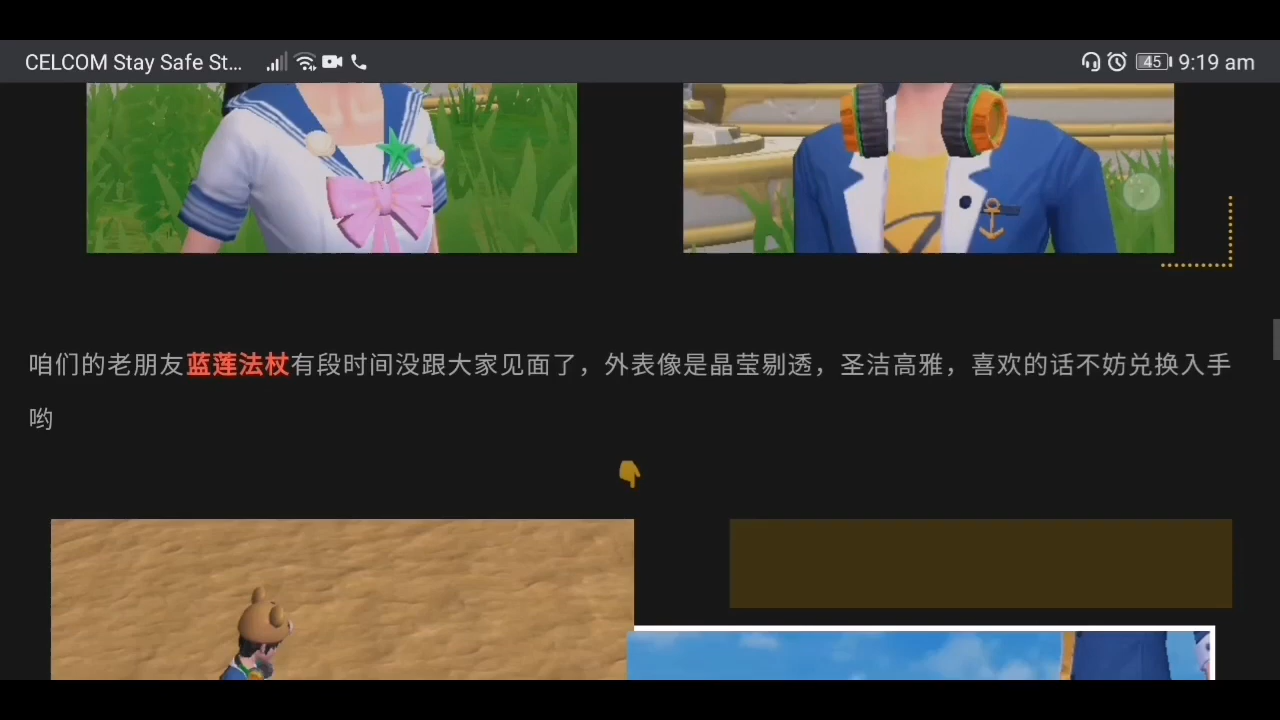 CELCOM Stay Safe St... 45 9:19 am
咱们的老朋友蓝莲法杖有段时间没跟大家见面了，外表像是晶莹剔透，圣洁高雅，喜欢的话不妨兑换入手
哟